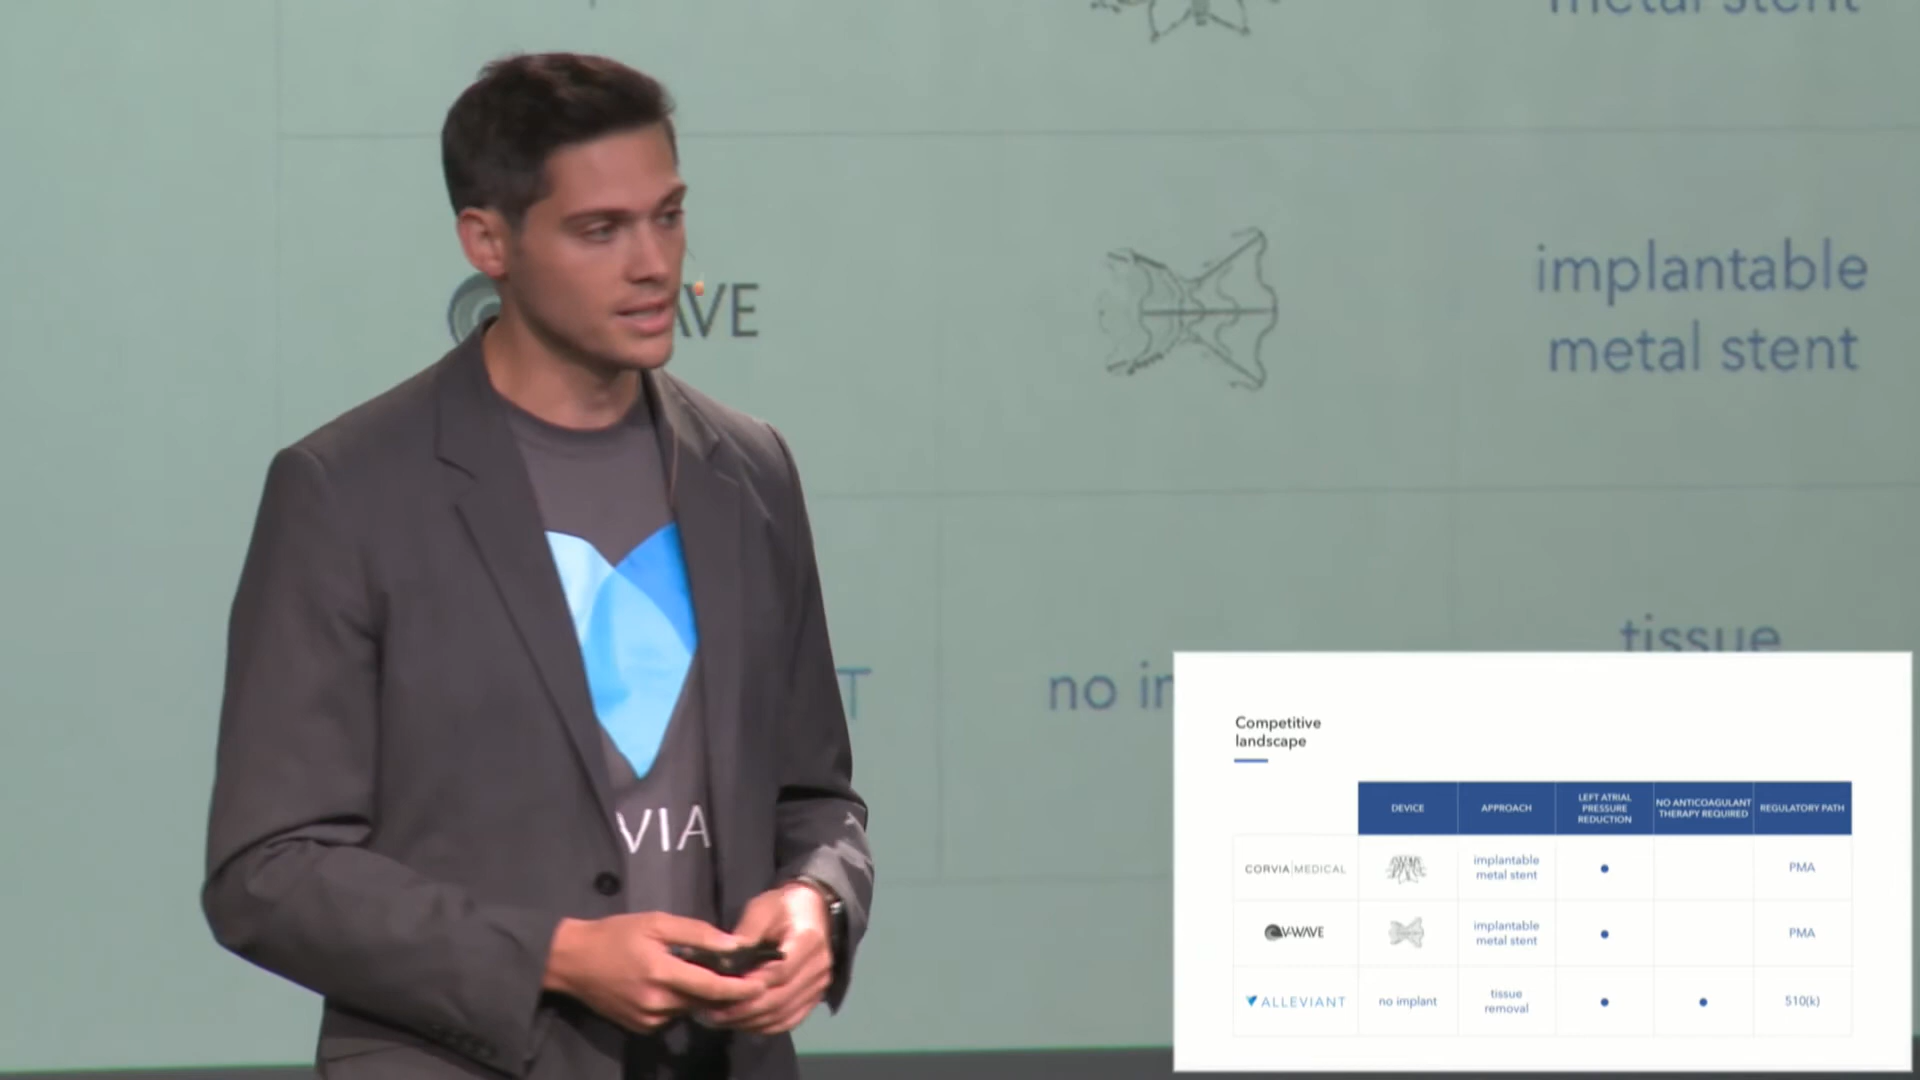 metal stent
WAVE
implantable
metal stent
T
no
tissue
VIA
Competitive
landscape
DEVICE
APPROACH
LEFT ATRIAL
PRESSURE
REDUCTION
NO ANTICOAGULANT
THERAPY REQUIRED
REGULATORY PATH
CORVIA|MEDICAL
implantable
metal stent
PMA
V-WAVE
implantable
metal stent
PMA
ALLEVIANT
no implant
tissue
removal
510(k)